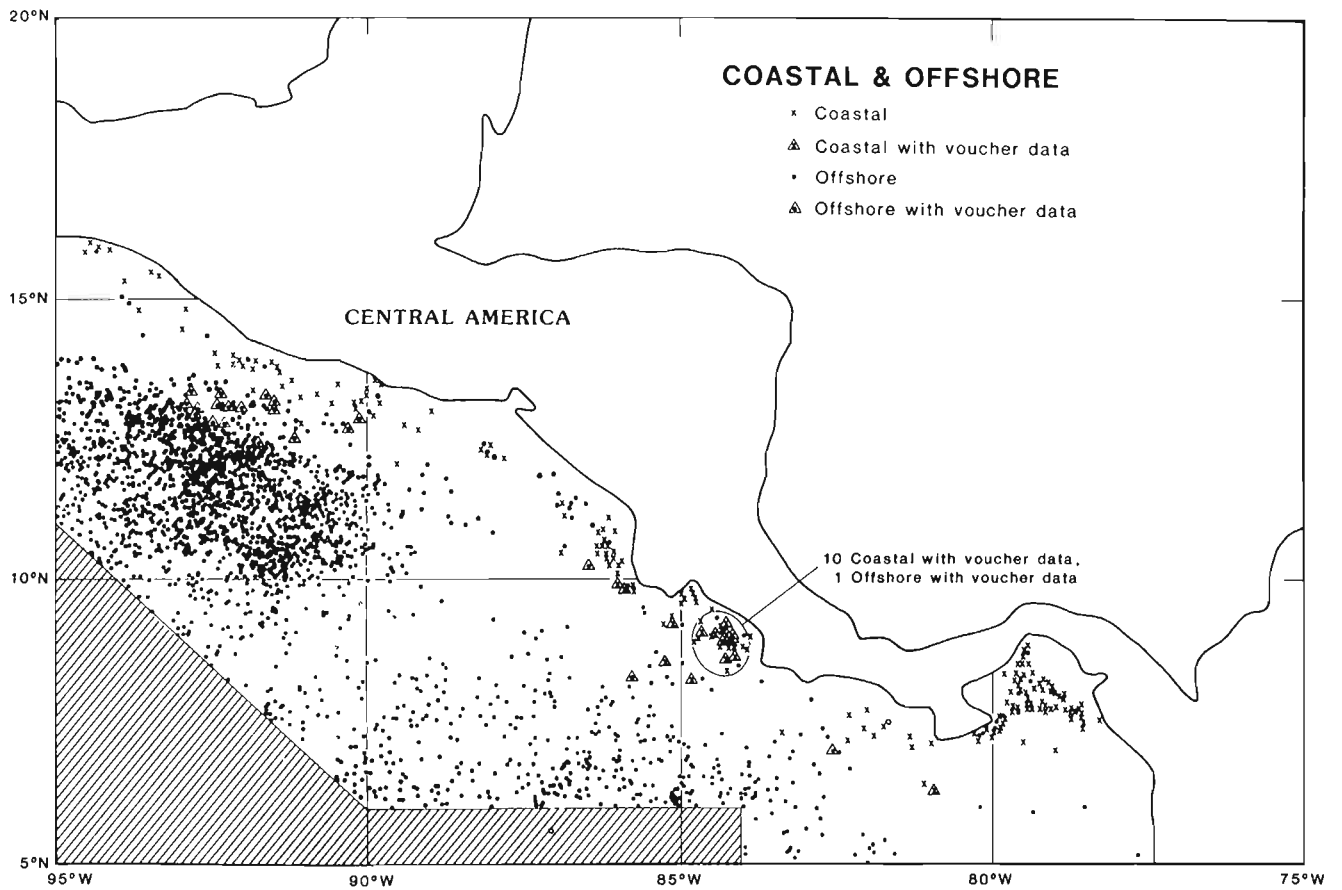 20°N
COASTAL & OFFSHORE
x Coastal
Coastal with voucher data
Offshore
Offshore with voucher data
15°N
CENTRAL AMERICA
10 Coastal with voucher data,
1 Offshore with voucher data
10°N
5°N
95°W 90°W 85°W 80°W 75°W